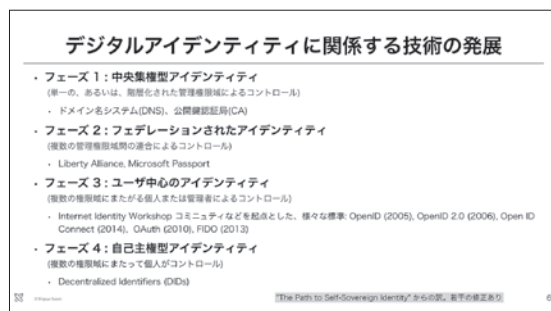 デジタルアイデンティティに関係する技術の発展
・ フェーズ 1：中央集権型アイデンティティ
(単一の、あるいは、階層化された管理権限域によるコントロール)
・ ドメイン名システム(DNS)、公開鍵認証局(CA)
・ フェーズ 2：フェデレーションされたアイデンティティ
(複数の管理権限域間の連合によるコントロール)
・ Liberty Alliance, Microsoft Passport
・ フェーズ 3：ユーザ中心のアイデンティティ
(複数の権限域にまたがる個人または管理者によるコントロール)
・ Internet Identity Workshop コミュニティなどを起点とした、様々な標準: OpenID (2005), OpenID 2.0 (2006), Open ID
Connect (2014)、OAuth (2010), FIDO (2013)
・ フェーズ 4：自己主権型アイデンティティ
(複数の権限域にまたがって個人がコントロール)
・ Decentralized Identifiers (DIDs)
"The Path to Self-Sovereign Identity" からの訳。若干の修正あり
6